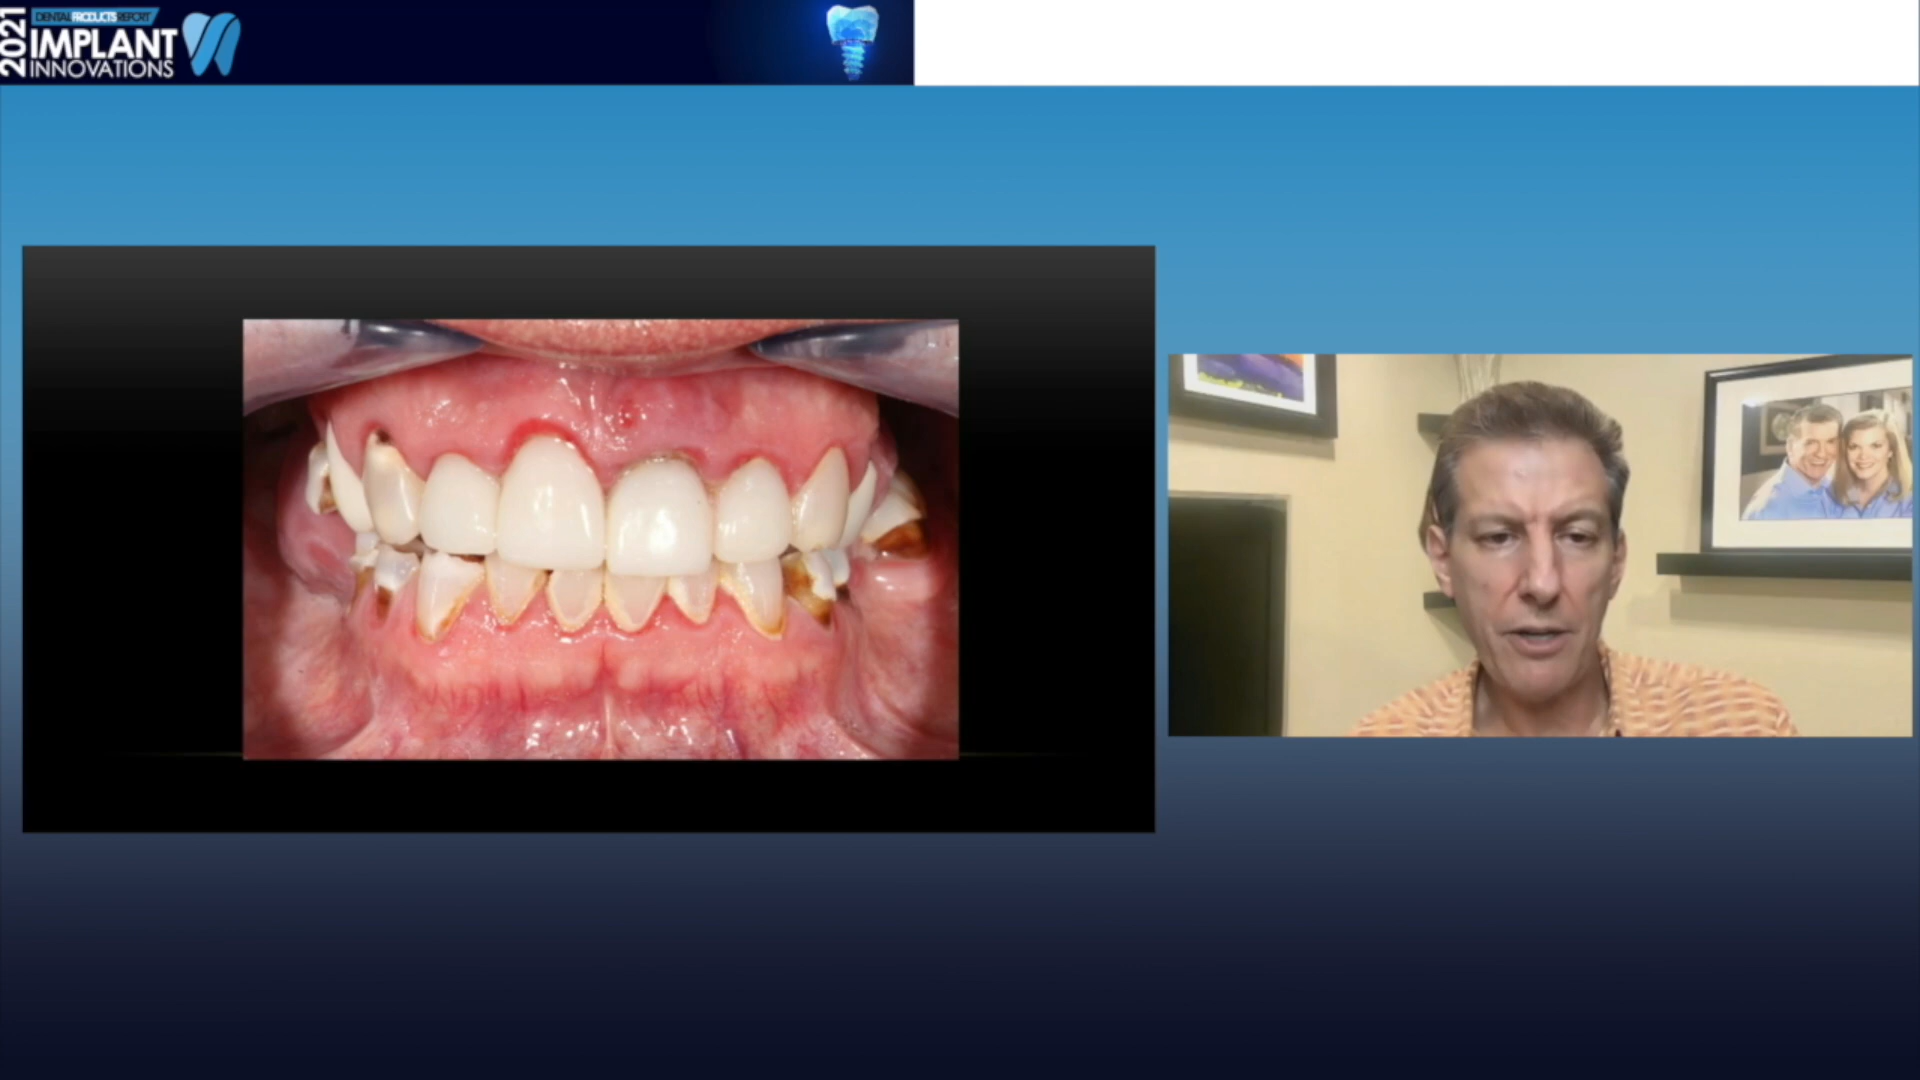 2021
DENTAL PRODUCTS REPORT
IMPLANT
INNOVATIONS